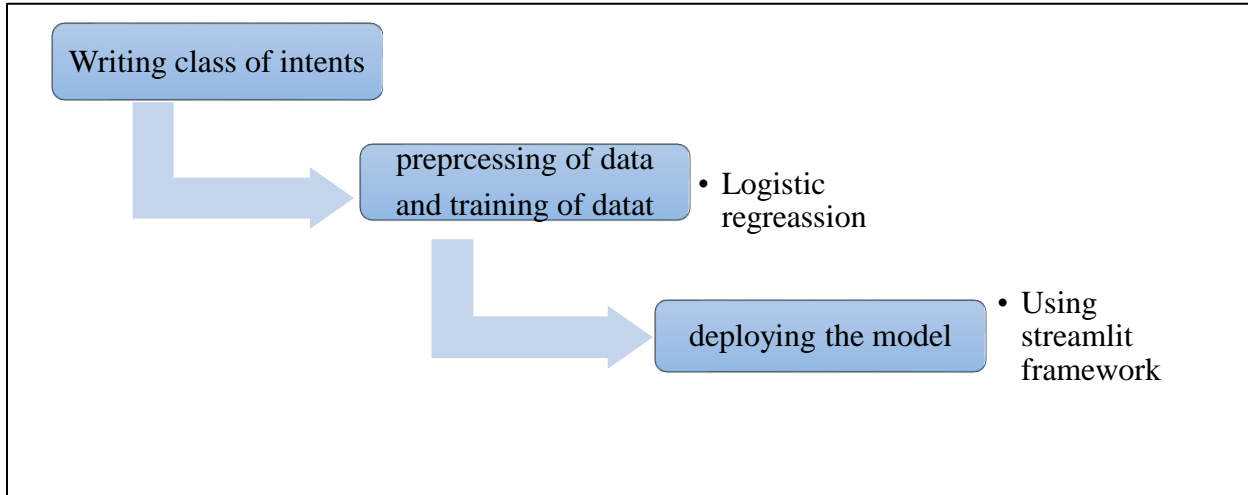 Writing class of intents
preprcessing of data
and training of datat
• Logistic
regreassion
deploying the model
• Using
streamlit
framework